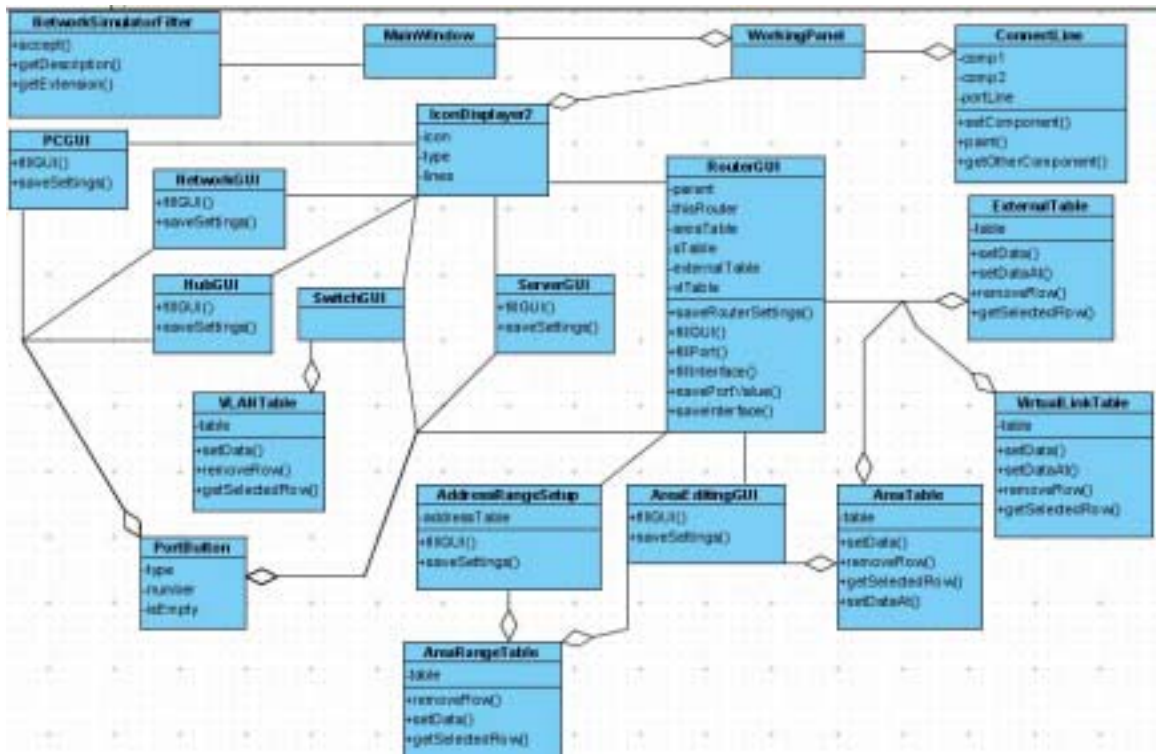 NetworkSimulatorFilter
+accept()
+getDescription()
+getExtension()
MainWindow
WorkingPanel
ConnectLine
-comp1
-comp2
-portLine
+setComponent()
+paint()
+getOtherComponent()
IconDisplayer2
-icon
-type
-lines
PCGUI
+fillGUI()
+saveSettings()
NetworkGUI
+fillGUI()
+saveSettings()
RouterGUI
-parent
-thisRouter
-areaTable
-sTable
-externalTable
-vlTable
+saveRouterSettings()
+fillGUI()
+fillPort()
+fillInterface()
+savePortValue()
+saveInterface()
ExternalTable
-table
+setData()
+setDataAt()
+removeRow()
+getSelectedRow()
HubGUI
+fillGUI()
+saveSettings()
SwitchGUI
ServerGUI
+fillGUI()
+saveSettings()
VLANTable
-table
+setData()
+removeRow()
+getSelectedRow()
VirtualLinkTable
-table
+setData()
+setDataAt()
+removeRow()
+getSelectedRow()
AddressRangeSetup
-addressTable
+fillGUI()
+saveSettings()
AreaEditingGUI
+fillGUI()
+saveSettings()
AreaTable
-table
+setData()
+removeRow()
+getSelectedRow()
+setDataAt()
PortButton
-type
-number
-isEmpty
AreaRangeTable
-table
+removeRow()
+setData()
+getSelectedRow()